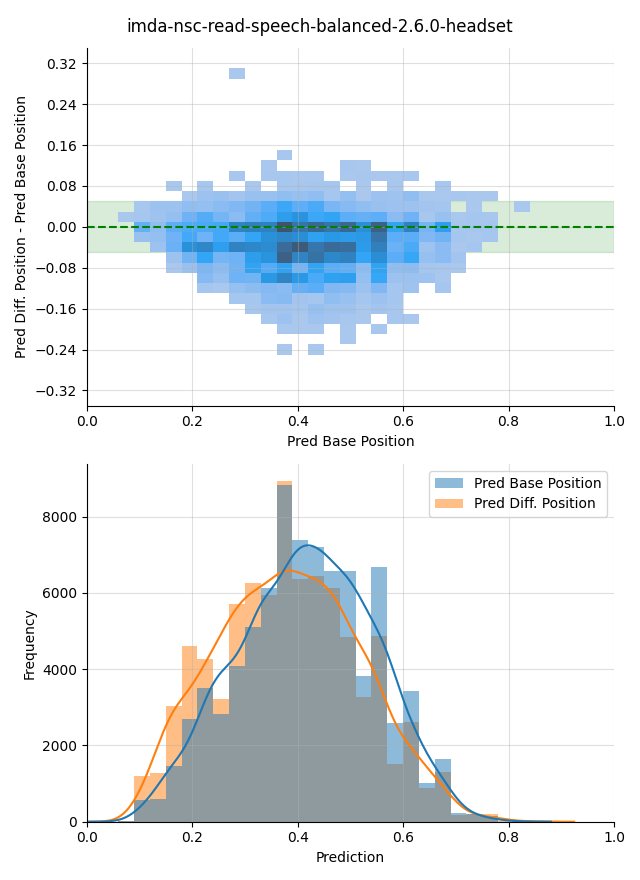 imda-nsc-read-speech-balanced-2.6.0-headset
Pred Diff. Position - Pred Base Position
0.32
0.24
0.16
0.08
0.00
−0.08
−0.16
−0.24
−0.32
0.0 0.2 0.4 0.6 0.8 1.0
Pred Base Position
Pred Base Position
Pred Diff. Position
Frequency
8000
6000
4000
2000
0
0.0 0.2 0.4 0.6 0.8 1.0
Prediction